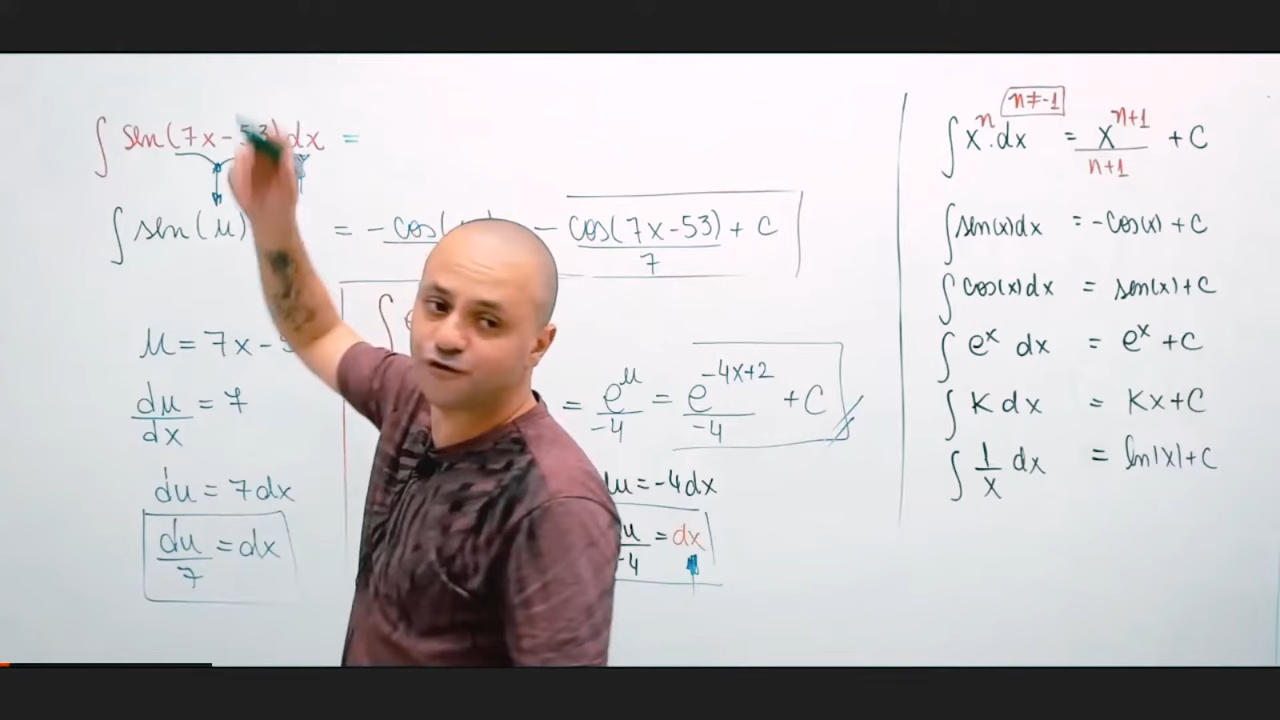 ∫ sen(7x-53)dx =
∫ sen(u) = -cos( - cos(7x-53)/7 + C
u = 7x-5
du/dx = 7
du = 7dx
du/7 = dx
∫ e
= e^u/-4 = e^(-4x+2)/-4 + C
u = -4dx
u/-4 = dx
n≠-1
∫ x^n.dx = x^(n+1)/(n+1) + C
∫ sen(x)dx = -cos(x) + C
∫ cos(x)dx = sen(x) + C
∫ e^x dx = e^x + C
∫ K dx = Kx + C
∫ 1/x dx = ln|x| + C